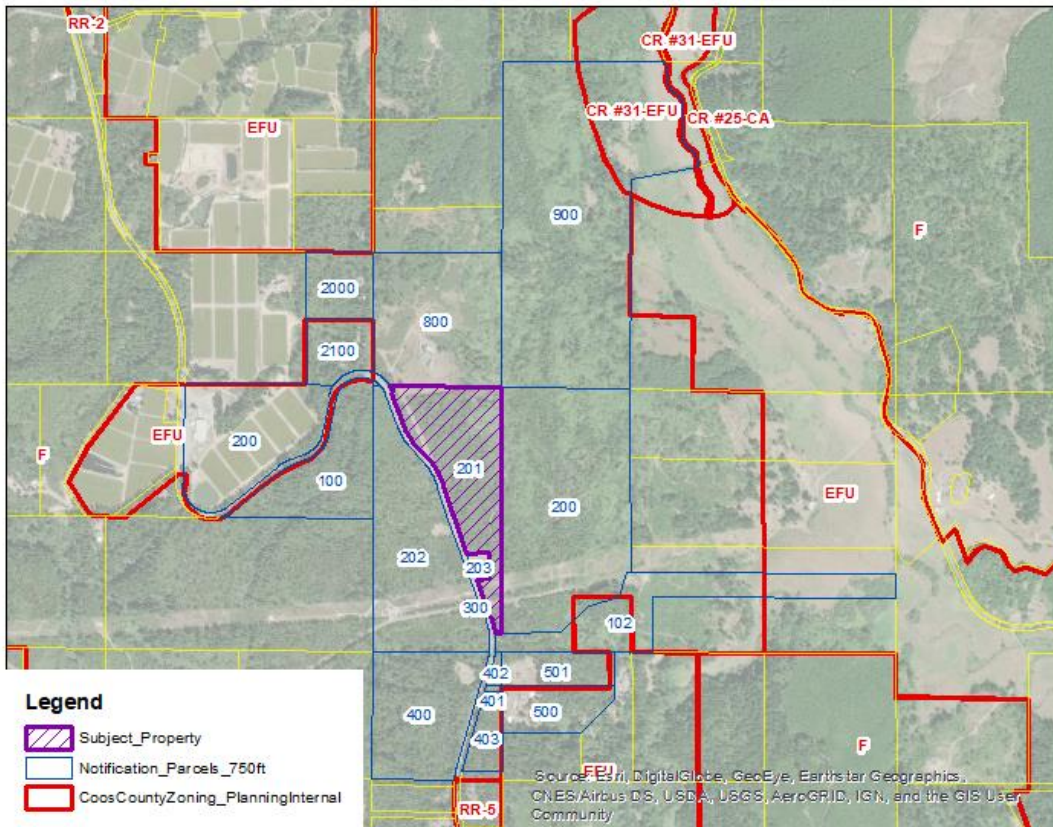 RR-2
CR #31-EFU
CR #31-EFU
CR #25-CA
EFU
900
F
2000
800
2100
EFU
200
F
201
100
200
EFU
202
203
300
102
402
501
401
400
500
403
F
EFU
RR-5
Legend
Subject_Property
Notification_Parcels_750ft
CoosCountyZoning_PlanningInternal
Source: Esri, DigitalGlobe, GeoEye, Earthstar Geographics,
CNES/Airbus DS, USDA, USGS, AeroGRID, IGN, and the GIS User
Community